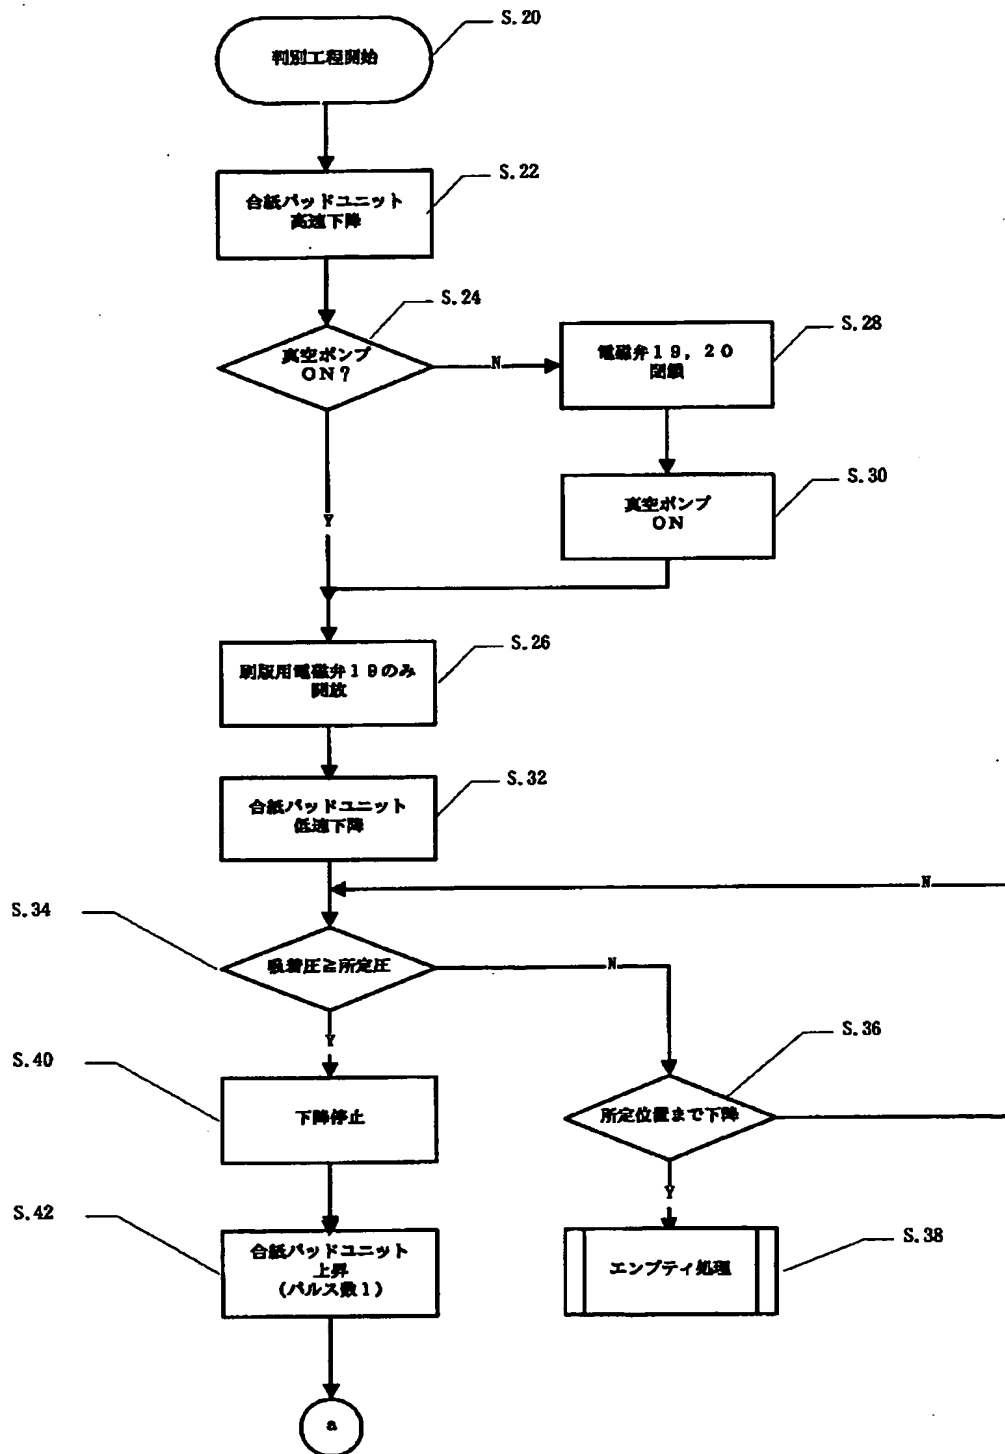 S.20
判別工程開始
S.22
合紙パッドユニット
高速下降
S.24
真空ポンプ
ON?
N
S.28
電磁弁19,20
閉鎖
S.30
真空ポンプ
ON
Y
S.26
刷版用電磁弁19のみ
開放
S.32
合紙パッドユニット
低速下降
N
S.34
吸着圧≧所定圧
N
Y
S.36
所定位置まで下降
S.40
下降停止
Y
S.42
合紙パッドユニット
上昇
(パルス数1)
S.38
エンプティ処理
a